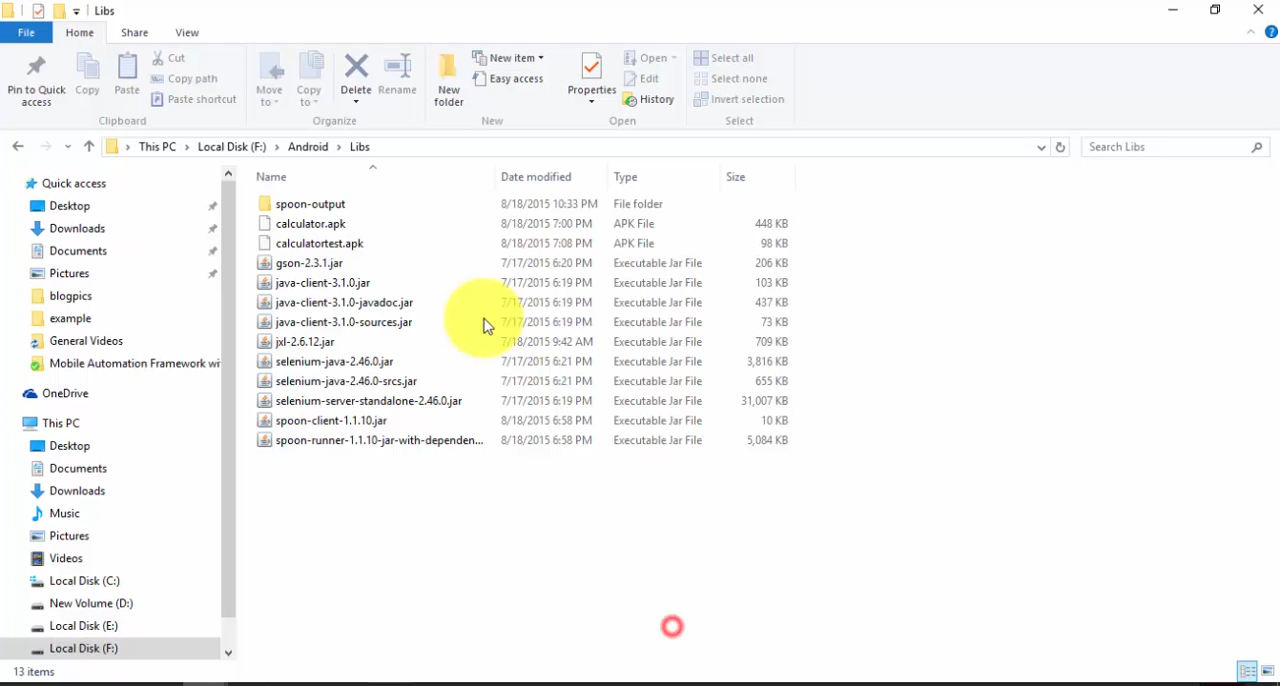 Libs
File Home Share View
Pin to Quick access
Copy
Paste
Cut
Copy path
Paste shortcut
Clipboard
Move to
Copy to
Delete
Rename
Organize
New folder
New item
Easy access
New
Properties
Open
Edit
History
Open
Select all
Select none
Invert selection
Select
This PC > Local Disk (F:) > Android > Libs
Search Libs
Quick access
Desktop
Downloads
Documents
Pictures
blogpics
example
General Videos
Mobile Automation Framework wi
OneDrive
This PC
Desktop
Documents
Downloads
Music
Pictures
Videos
Local Disk (C:)
New Volume (D:)
Local Disk (E:)
Local Disk (F:)
Name Date modified Type Size
spoon-output 8/18/2015 10:33 PM File folder
calculator.apk 8/18/2015 7:00 PM APK File 448 KB
calculatortest.apk 8/18/2015 7:08 PM APK File 98 KB
gson-2.3.1.jar 7/17/2015 6:20 PM Executable Jar File 206 KB
java-client-3.1.0.jar 7/17/2015 6:19 PM Executable Jar File 103 KB
java-client-3.1.0-javadoc.jar 7/17/2015 6:19 PM Executable Jar File 437 KB
java-client-3.1.0-sources.jar 7/17/2015 6:19 PM Executable Jar File 73 KB
jxl-2.6.12.jar 7/18/2015 9:42 AM Executable Jar File 709 KB
selenium-java-2.46.0.jar 7/17/2015 6:21 PM Executable Jar File 3,816 KB
selenium-java-2.46.0-srcs.jar 7/17/2015 6:21 PM Executable Jar File 655 KB
selenium-server-standalone-2.46.0.jar 7/17/2015 6:19 PM Executable Jar File 31,007 KB
spoon-client-1.1.10.jar 8/18/2015 6:58 PM Executable Jar File 10 KB
spoon-runner-1.1.10-jar-with-dependen... 8/18/2015 6:58 PM Executable Jar File 5,084 KB
13 items